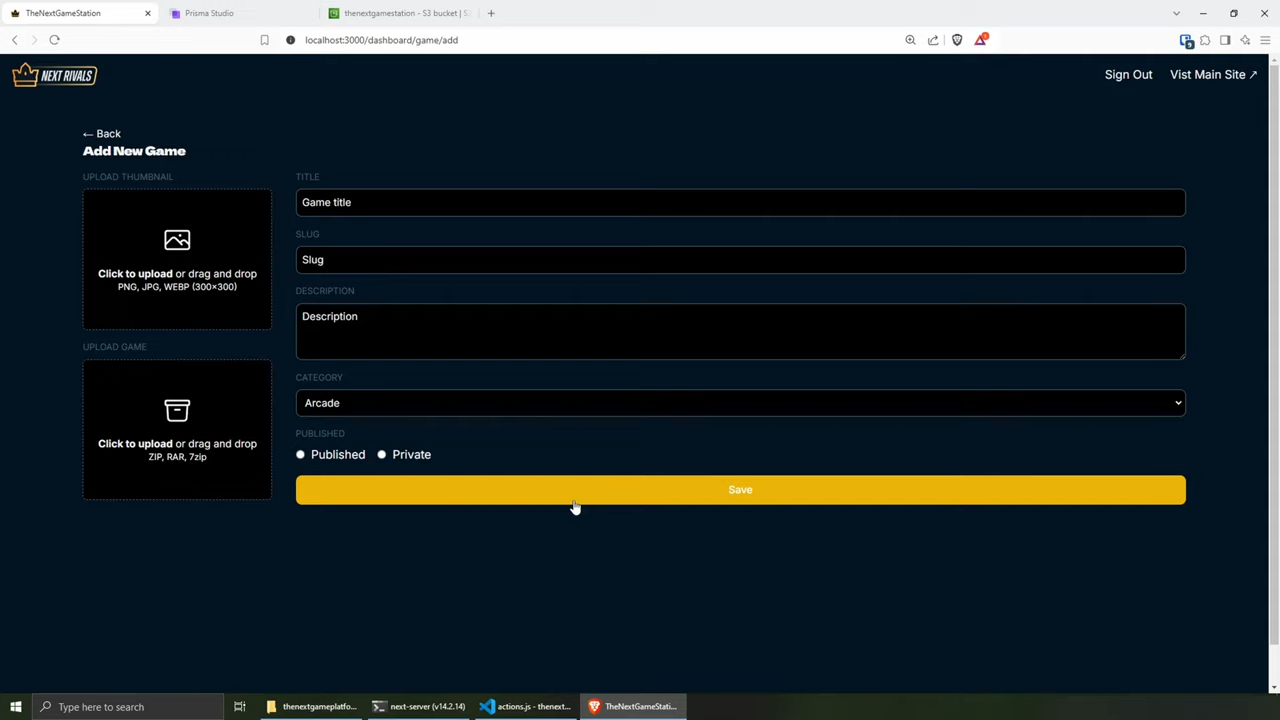 TheNextGameStation
Prisma Studio
thenextgamestation - S3 bucket | S3
localhost:3000/dashboard/game/add
NEXT RIVALS
Sign Out
Vist Main Site ↗
← Back
Add New Game
UPLOAD THUMBNAIL
Click to upload or drag and drop
PNG, JPG, WEBP (300×300)
UPLOAD GAME
Click to upload or drag and drop
ZIP, RAR, 7zip
TITLE
Game title
SLUG
Slug
DESCRIPTION
Description
CATEGORY
Arcade
PUBLISHED
Published
Private
Save
Type here to search
thenextgameplatfo...
next-server (v14.2.14)
actions.js - thenext...
TheNextGameStati...